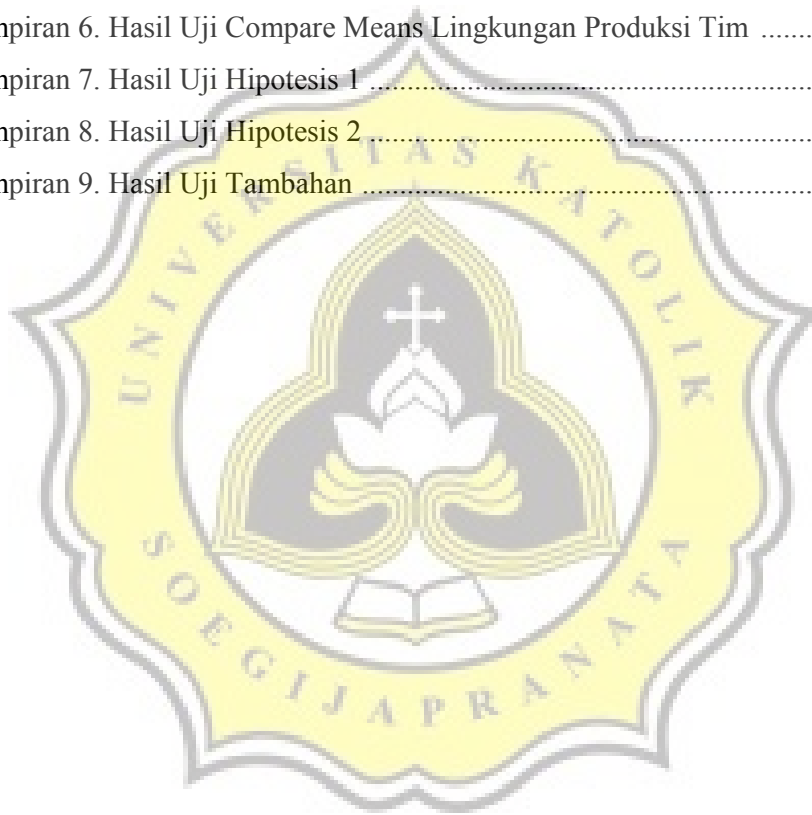 mpiran 6. Hasil Uji Compare Means Lingkungan Produksi Tim .......
mpiran 7. Hasil Uji Hipotesis 1 ..........................................................
mpiran 8. Hasil Uji Hipotesis 2 ..........................................................
mpiran 9. Hasil Uji Tambahan ...........................................................
UNIVERSITAS KATOLIK
SOEGIJAPRANATA